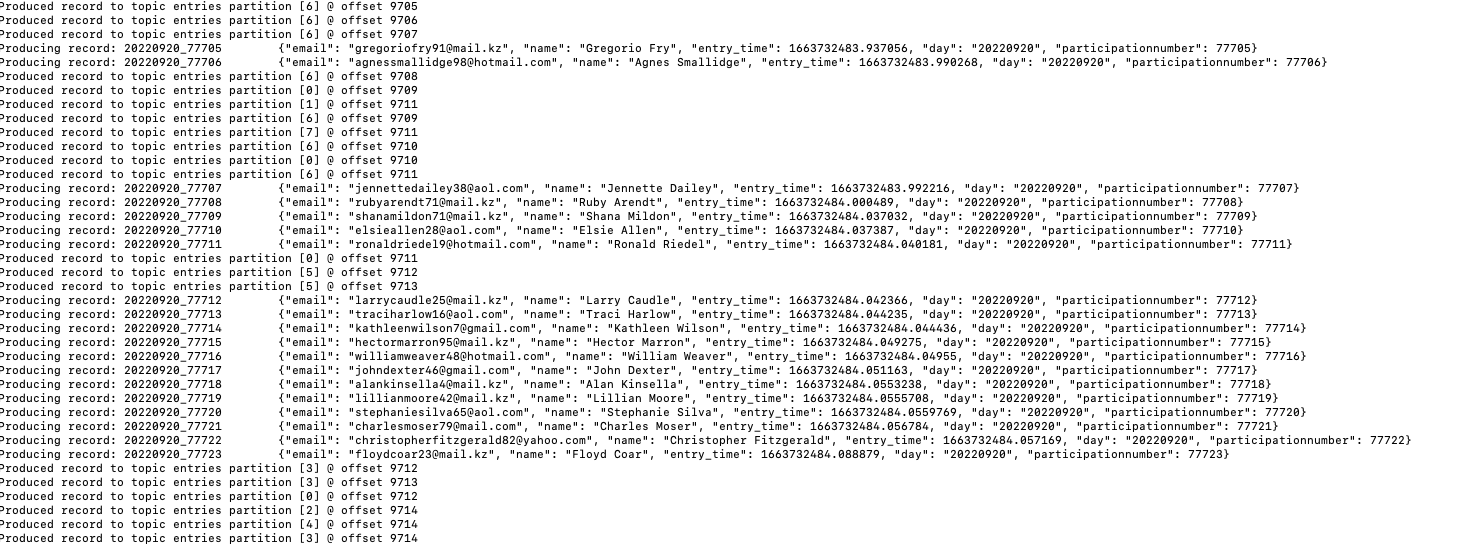 Produced record to topic entries partition [6] @ offset 9705
Produced record to topic entries partition [6] @ offset 9706
Produced record to topic entries partition [6] @ offset 9707
Producing record: 20220920_77705 {"email": "gregoriofry91@mail.kz", "name": "Gregorio Fry", "entry_time": 1663732483.937056, "day": "20220920", "participationnumber": 77705}
Producing record: 20220920_77706 {"email": "agnessmallidge98@hotmail.com", "name": "Agnes Smallidge", "entry_time": 1663732483.990268, "day": "20220920", "participationnumber": 77706}
Produced record to topic entries partition [6] @ offset 9708
Produced record to topic entries partition [0] @ offset 9709
Produced record to topic entries partition [1] @ offset 9711
Produced record to topic entries partition [6] @ offset 9709
Produced record to topic entries partition [7] @ offset 9711
Produced record to topic entries partition [6] @ offset 9710
Produced record to topic entries partition [0] @ offset 9710
Produced record to topic entries partition [6] @ offset 9711
Producing record: 20220920_77707 {"email": "jennettedailey38@aol.com", "name": "Jennette Dailey", "entry_time": 1663732483.992216, "day": "20220920", "participationnumber": 77707}
Producing record: 20220920_77708 {"email": "rubyarendt71@mail.kz", "name": "Ruby Arendt", "entry_time": 1663732484.000489, "day": "20220920", "participationnumber": 77708}
Producing record: 20220920_77709 {"email": "shanamildon71@mail.kz", "name": "Shana Mildon", "entry_time": 1663732484.037032, "day": "20220920", "participationnumber": 77709}
Producing record: 20220920_77710 {"email": "elsieallen28@aol.com", "name": "Elsie Allen", "entry_time": 1663732484.037387, "day": "20220920", "participationnumber": 77710}
Producing record: 20220920_77711 {"email": "ronaldriedel9@hotmail.com", "name": "Ronald Riedel", "entry_time": 1663732484.040181, "day": "20220920", "participationnumber": 77711}
Produced record to topic entries partition [0] @ offset 9711
Produced record to topic entries partition [5] @ offset 9712
Produced record to topic entries partition [5] @ offset 9713
Producing record: 20220920_77712 {"email": "larrycaudle25@mail.kz", "name": "Larry Caudle", "entry_time": 1663732484.042366, "day": "20220920", "participationnumber": 77712}
Producing record: 20220920_77713 {"email": "traciharlow16@aol.com", "name": "Traci Harlow", "entry_time": 1663732484.044235, "day": "20220920", "participationnumber": 77713}
Producing record: 20220920_77714 {"email": "kathleenwilson7@gmail.com", "name": "Kathleen Wilson", "entry_time": 1663732484.044436, "day": "20220920", "participationnumber": 77714}
Producing record: 20220920_77715 {"email": "hectormarron95@mail.kz", "name": "Hector Marron", "entry_time": 1663732484.049275, "day": "20220920", "participationnumber": 77715}
Producing record: 20220920_77716 {"email": "williamweaver48@hotmail.com", "name": "William Weaver", "entry_time": 1663732484.04955, "day": "20220920", "participationnumber": 77716}
Producing record: 20220920_77717 {"email": "johndexter46@gmail.com", "name": "John Dexter", "entry_time": 1663732484.051163, "day": "20220920", "participationnumber": 77717}
Producing record: 20220920_77718 {"email": "alankinsella4@mail.kz", "name": "Alan Kinsella", "entry_time": 1663732484.0553238, "day": "20220920", "participationnumber": 77718}
Producing record: 20220920_77719 {"email": "lillianmoore42@mail.kz", "name": "Lillian Moore", "entry_time": 1663732484.0555708, "day": "20220920", "participationnumber": 77719}
Producing record: 20220920_77720 {"email": "stephaniesilva65@aol.com", "name": "Stephanie Silva", "entry_time": 1663732484.0559769, "day": "20220920", "participationnumber": 77720}
Producing record: 20220920_77721 {"email": "charlesmoser79@mail.com", "name": "Charles Moser", "entry_time": 1663732484.056784, "day": "20220920", "participationnumber": 77721}
Producing record: 20220920_77722 {"email": "christopherfitzgerald82@yahoo.com", "name": "Christopher Fitzgerald", "entry_time": 1663732484.057169, "day": "20220920", "participationnumber": 77722}
Producing record: 20220920_77723 {"email": "floydcoar23@mail.kz", "name": "Floyd Coar", "entry_time": 1663732484.088879, "day": "20220920", "participationnumber": 77723}
Produced record to topic entries partition [3] @ offset 9712
Produced record to topic entries partition [3] @ offset 9713
Produced record to topic entries partition [0] @ offset 9712
Produced record to topic entries partition [2] @ offset 9714
Produced record to topic entries partition [4] @ offset 9714
Produced record to topic entries partition [3] @ offset 9714